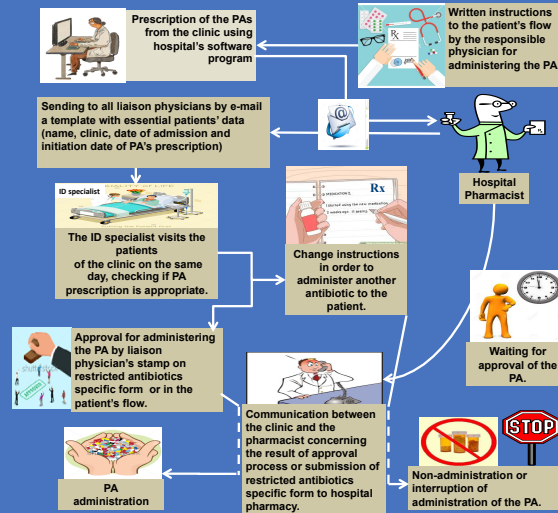 Prescription of the PAs
from the clinic using
hospital's software
program
Written instructions
to the patient's flow
by the responsible
physician for
administering the PA
Sending to all liaison physicians by e-mail
a template with essential patients' data
(name, clinic, date of admission and
initiation date of PA's prescription)
@
Hospital
Pharmacist
ID specialist
The ID specialist visits the
patients
of the clinic on the same
day, checking if PA
prescription is appropriate.
Rx
Change instructions
in order to
administer another
antibiotic to the
patient.
Approval for administering
the PA by liaison
physician's stamp on
restricted antibiotics
specific form or in the
patient's flow.
Waiting for
approval of the
PA.
Communication between
the clinic and the
pharmacist concerning
the result of approval
process or submission of
restricted antibiotics
specific form to hospital
pharmacy.
PA
administration
STOP
Non-administration or
interruption of
administration of the PA.